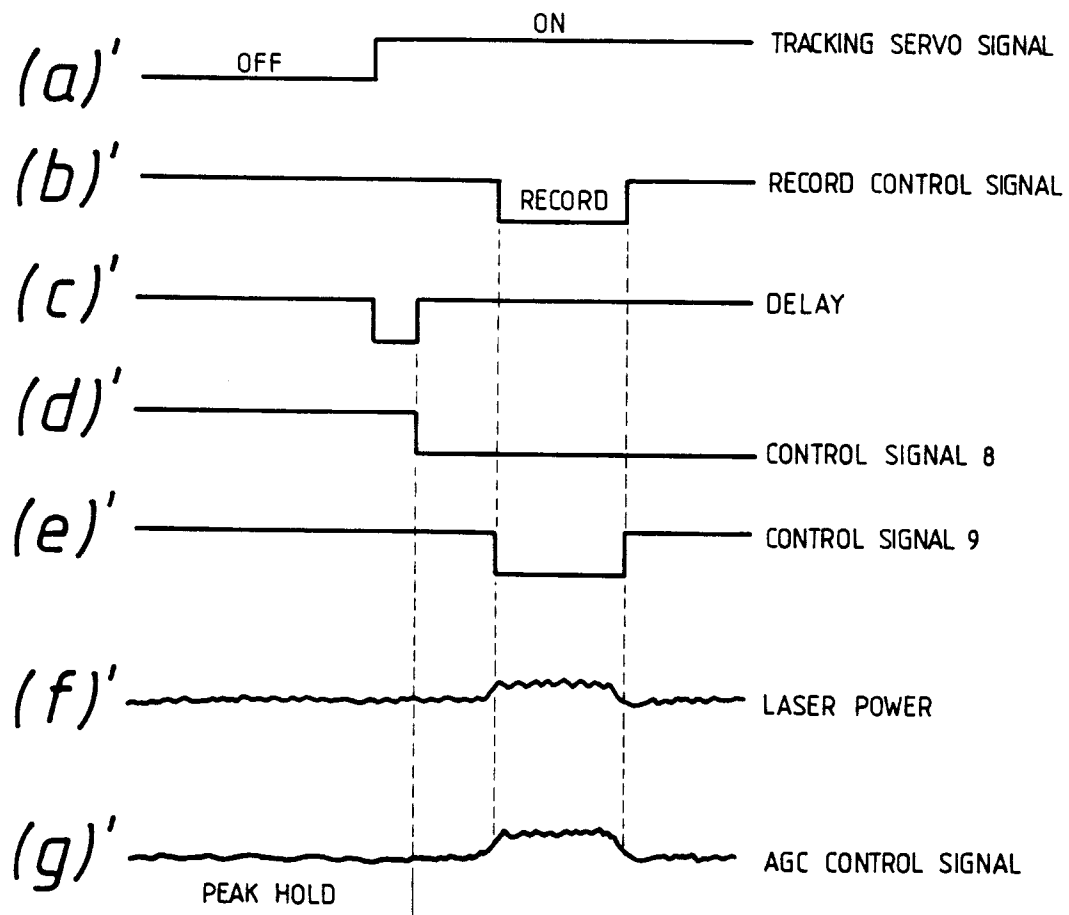 (a)' OFF ON TRACKING SERVO SIGNAL
(b)' RECORD RECORD CONTROL SIGNAL
(c)' DELAY
(d)' CONTROL SIGNAL 8
(e)' CONTROL SIGNAL 9
(f)' LASER POWER
(g)' AGC CONTROL SIGNAL
PEAK HOLD